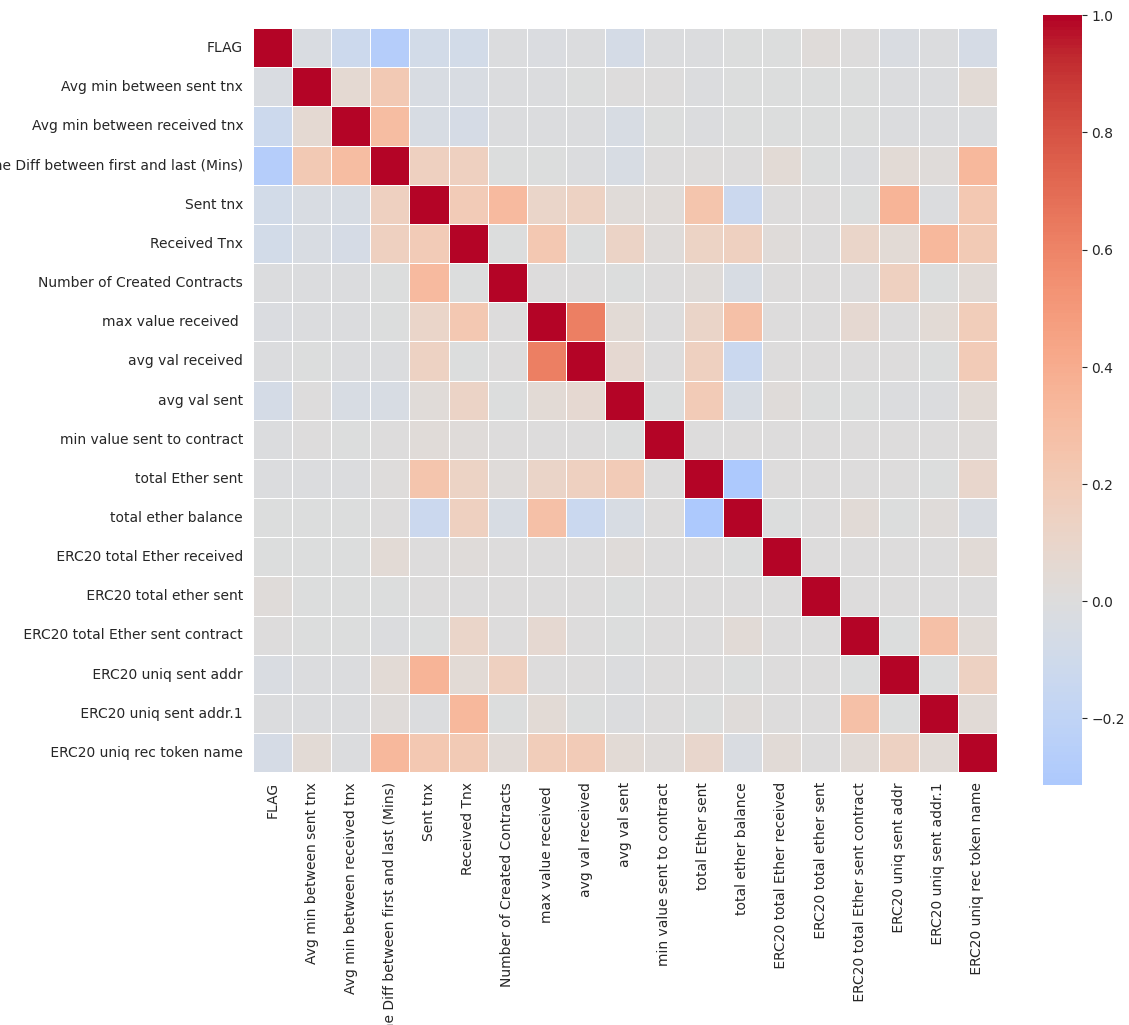 FLAG
Avg min between sent tnx
Avg min between received tnx
e Diff between first and last (Mins)
Sent tnx
Received Tnx
Number of Created Contracts
max value received
avg val received
avg val sent
min value sent to contract
total Ether sent
total ether balance
ERC20 total Ether received
ERC20 total ether sent
ERC20 total Ether sent contract
ERC20 uniq sent addr
ERC20 uniq sent addr.1
ERC20 uniq rec token name
FLAG
Avg min between sent tnx
Avg min between received tnx
e Diff between first and last (Mins)
Sent tnx
Received Tnx
Number of Created Contracts
max value received
avg val received
avg val sent
min value sent to contract
total Ether sent
total ether balance
ERC20 total Ether received
ERC20 total ether sent
ERC20 total Ether sent contract
ERC20 uniq sent addr
ERC20 uniq sent addr.1
ERC20 uniq rec token name
1.0
0.8
0.6
0.4
0.2
0.0
−0.2